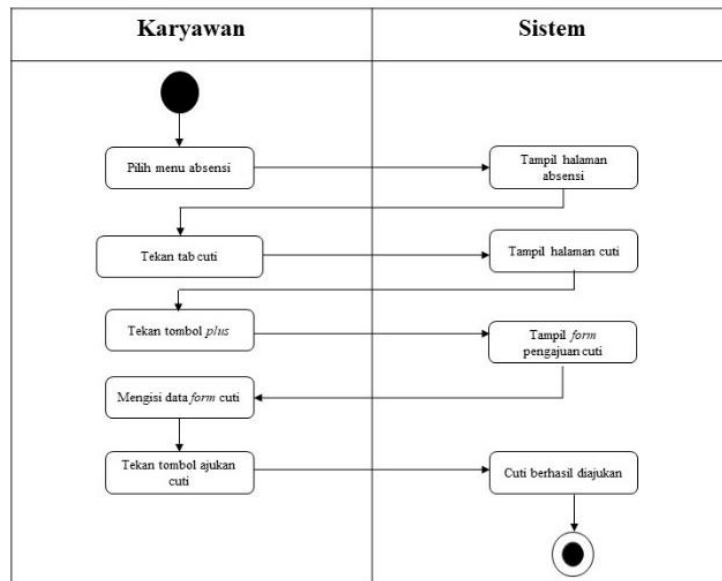 Karyawan
Sistem
Pilih menu absensi
Tampil halaman
absensi
Tekan tab cuti
Tampil halaman cuti
Tekan tombol plus
Tampil form
pengajuan cuti
Mengisi data form cuti
Tekan tombol ajukan
cuti
Cuti berhasil diajukan